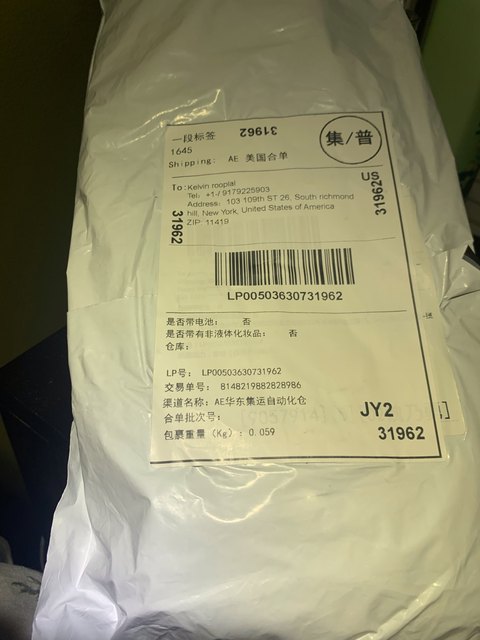 一段标签
31962
集/普
1645
Shipping: AE 美国合单
To: Kelvin rooplal
US
Tel: +1-/ 9179225903
Address: 103 109th ST 26, South richmond
hill, New York, United States of America
ZIP: 11419
31962
31962
LP00503630731962
是否带电池: 否
是否带有非液体化妆品: 否
仓库:
LP号: LP00503630731962
交易单号: 8148219882828986
渠道名称: AE华东集运自动化仓
合单批次号:
JY2
包裹重量 (Kg): 0.059
31962